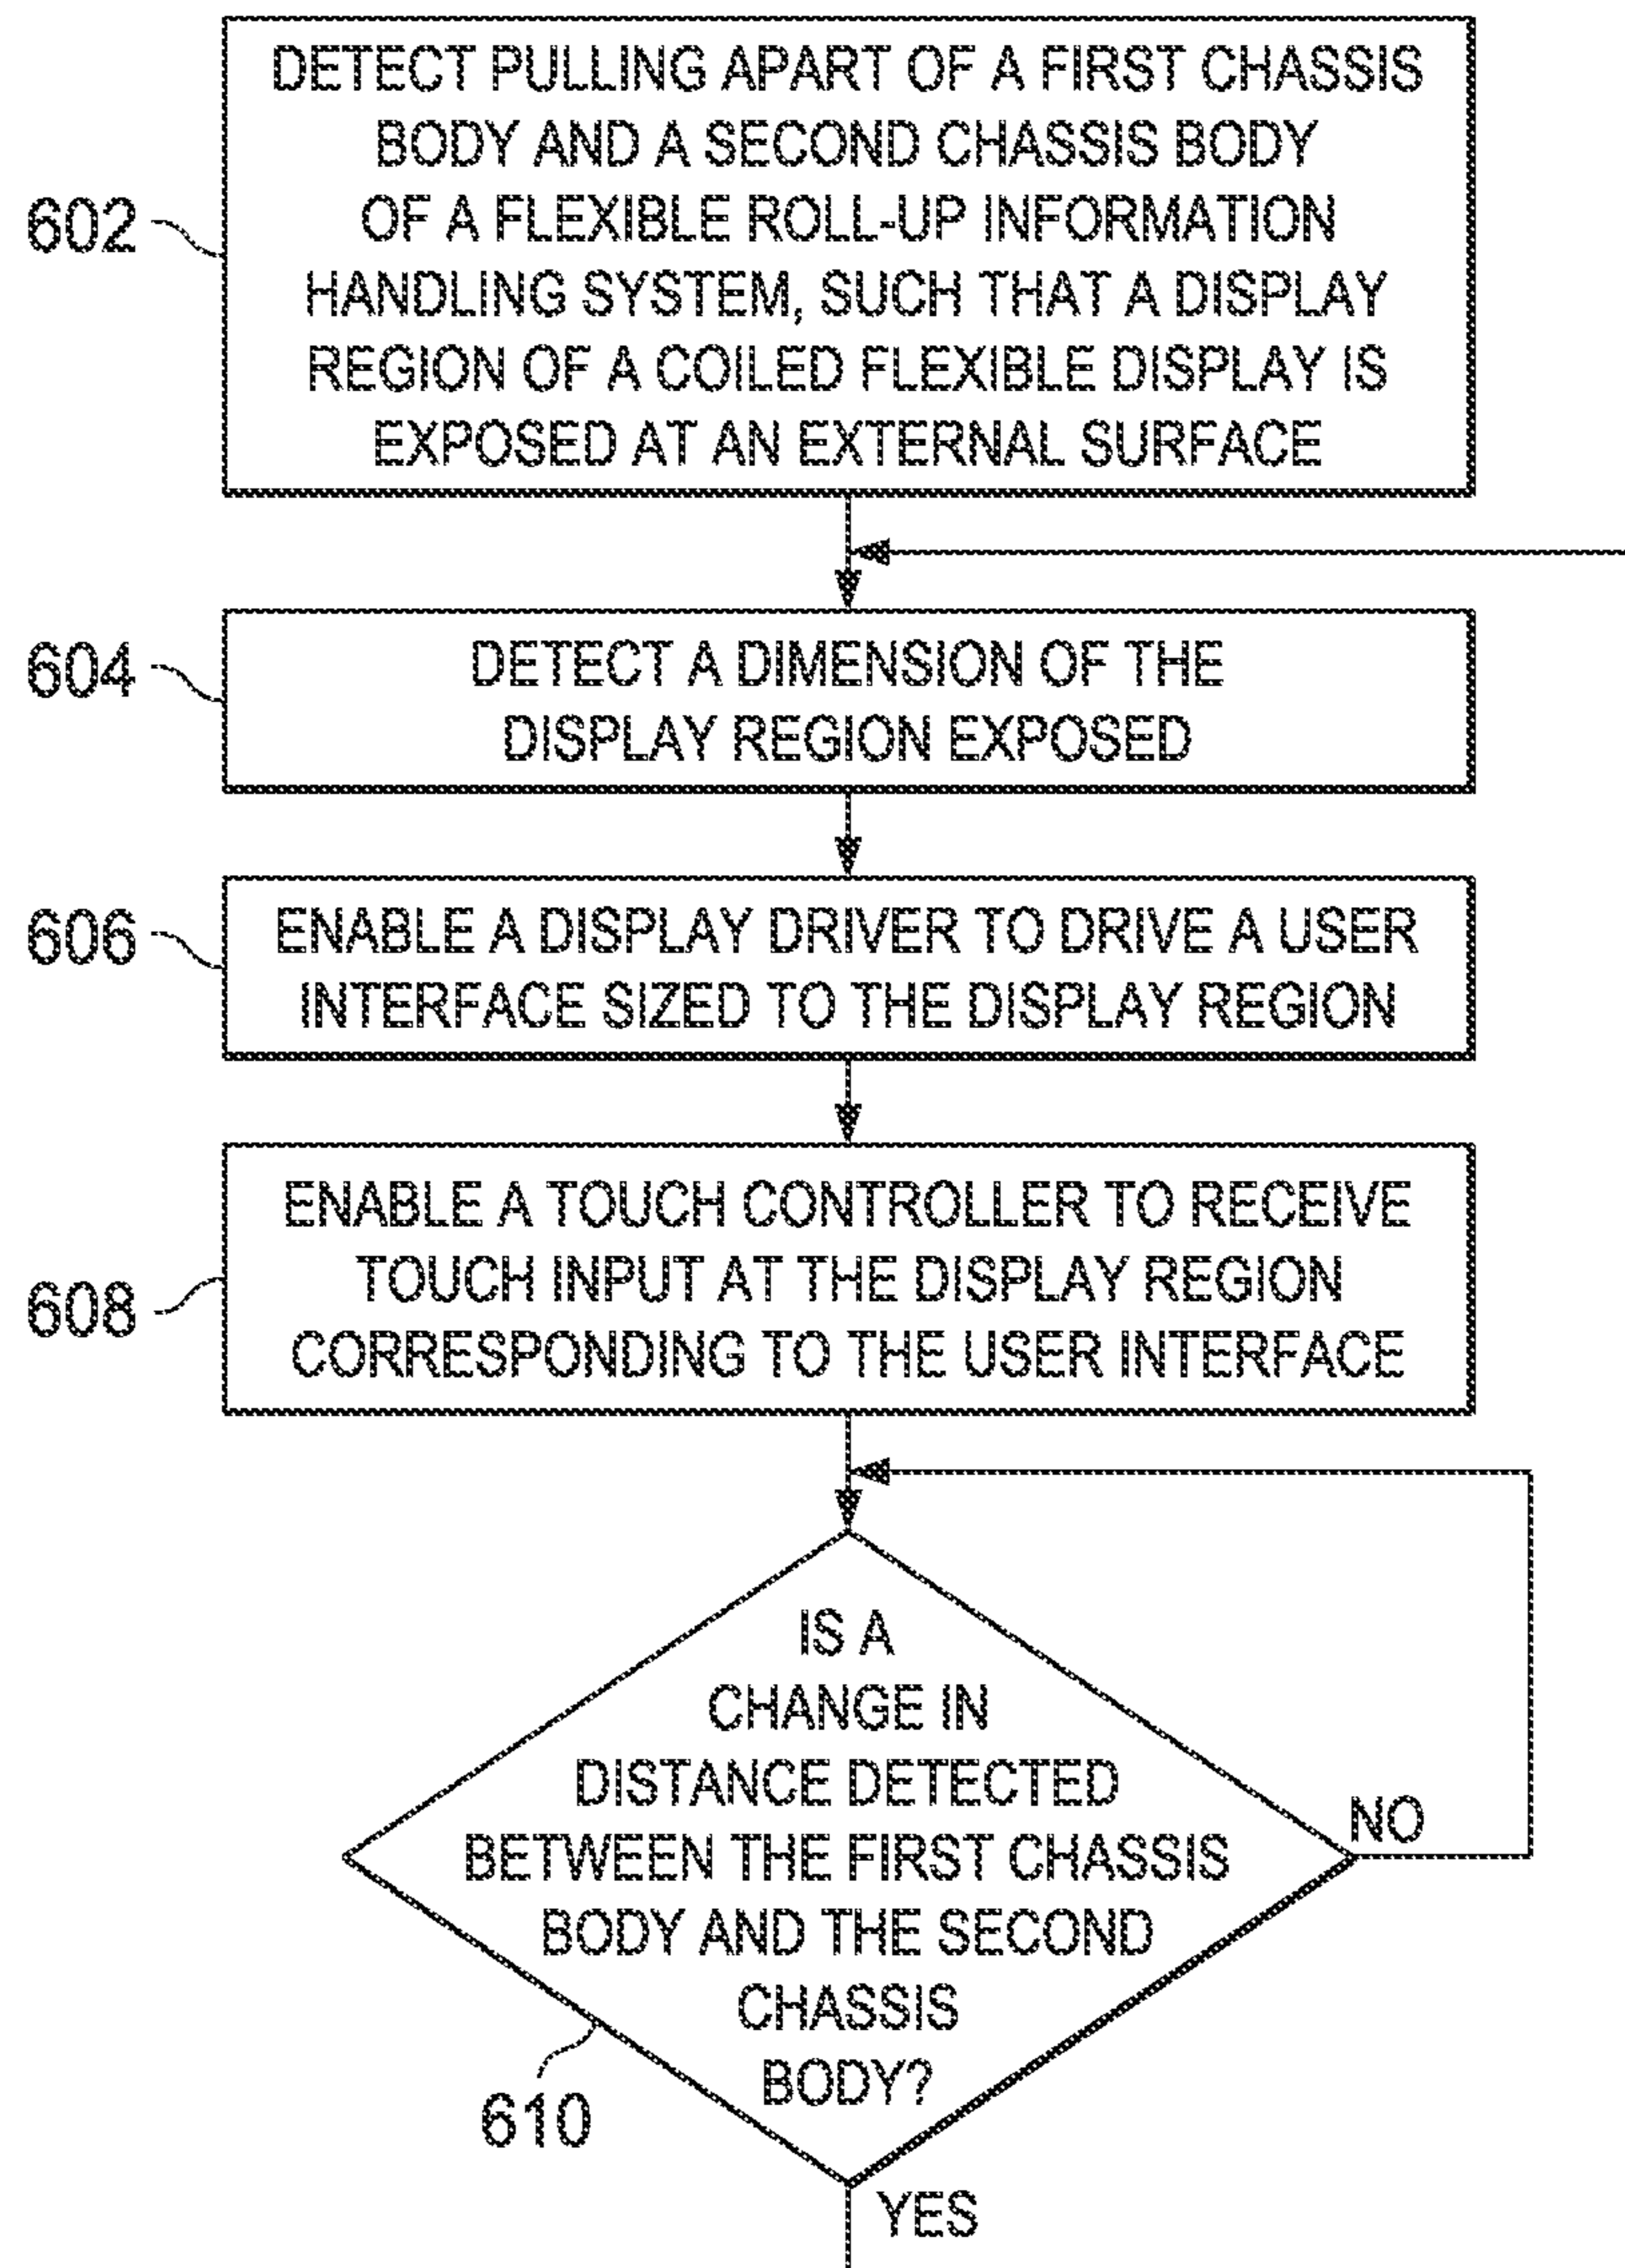 DETECT PULLING APART OF A FIRST CHASSIS
BODY AND A SECOND CHASSIS BODY
OF A FLEXIBLE ROLL-UP INFORMATION
HANDLING SYSTEM, SUCH THAT A DISPLAY
REGION OF A COILED FLEXIBLE DISPLAY IS
EXPOSED AT AN EXTERNAL SURFACE
602
DETECT A DIMENSION OF THE
DISPLAY REGION EXPOSED
604
ENABLE A DISPLAY DRIVER TO DRIVE A USER
INTERFACE SIZED TO THE DISPLAY REGION
606
ENABLE A TOUCH CONTROLLER TO RECEIVE
TOUCH INPUT AT THE DISPLAY REGION
CORRESPONDING TO THE USER INTERFACE
608
IS A
CHANGE IN
DISTANCE DETECTED
BETWEEN THE FIRST CHASSIS
BODY AND THE SECOND
CHASSIS
BODY?
NO
610
YES